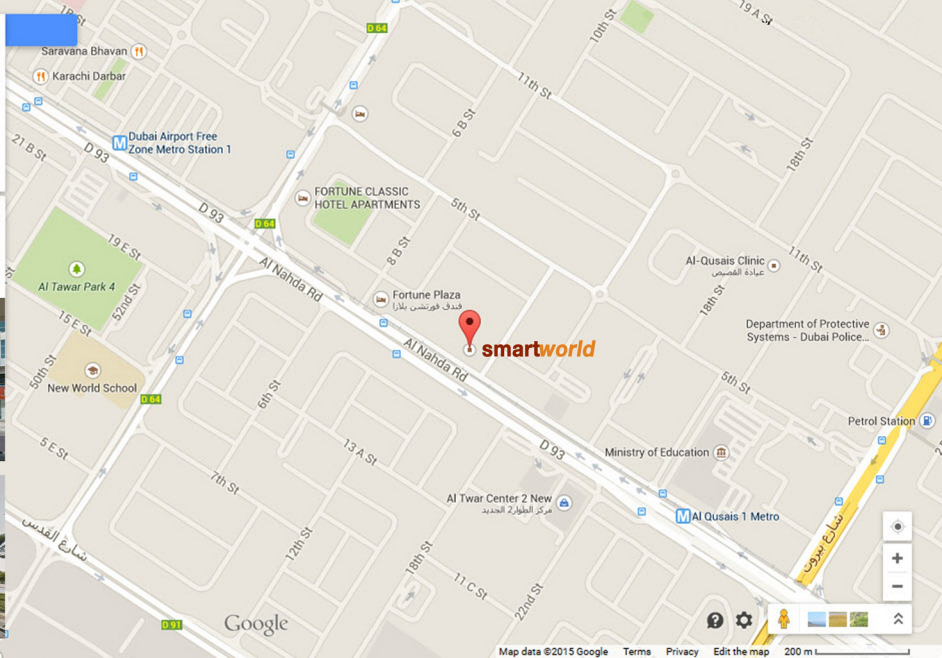 1B St
D 64
19 A St
10th St
Saravana Bhavan
Karachi Darbar
11th St
6 B St
Dubai Airport Free
Zone Metro Station 1
21 B St
D 93
18th St
FORTUNE CLASSIC
HOTEL APARTMENTS
D 93
5th St
D 64
19 E St
8 B St
11th St
Al-Qusais Clinic
عيادة القصيص
Al Nahda Rd
Al Tawar Park 4
52nd St
18th St
Fortune Plaza
فندق فورتشن بلازا
15 E St
Department of Protective
Systems - Dubai Police...
smartworld
Al Nahda Rd
50th St
New World School
6th St
5th St
D 64
Petrol Station
5 E St
13 A St
D 93
Ministry of Education
7th St
Al Twar Center 2 New
مركز الطوار2 الجديد
Al Qusais 1 Metro
شارع القدس
شارع بيروت
12th St
18th St
11 C St
22nd St
D 91
Google
Map data ©2015 Google Terms Privacy Edit the map 200 m